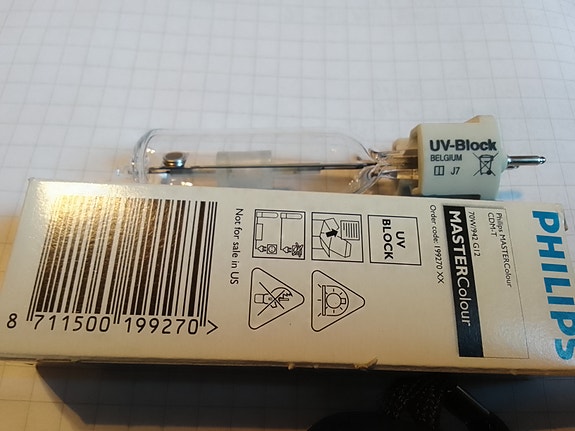 UV-Block
BELGIUM
J7
PHILIPS
Philips MASTERColour
CDM-T
70W/942 G12
MASTERColour
Order code: 199270 XX
UV
BLOCK
Not for sale in US
8 711500 199270 >